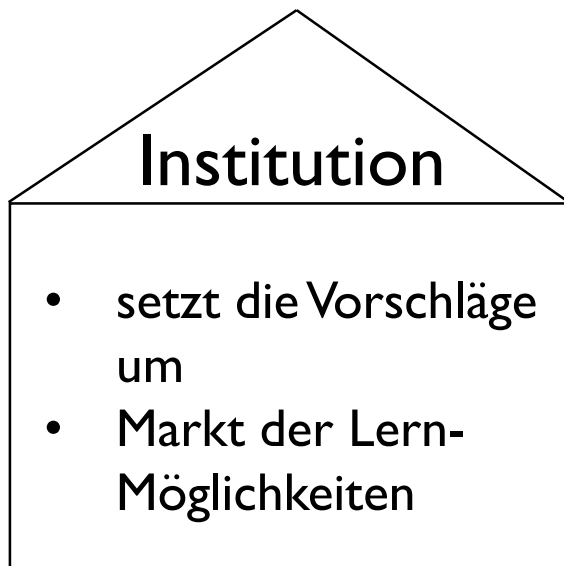 Institution
• setzt die Vorschläge
um
• Markt der Lern-
Möglichkeiten